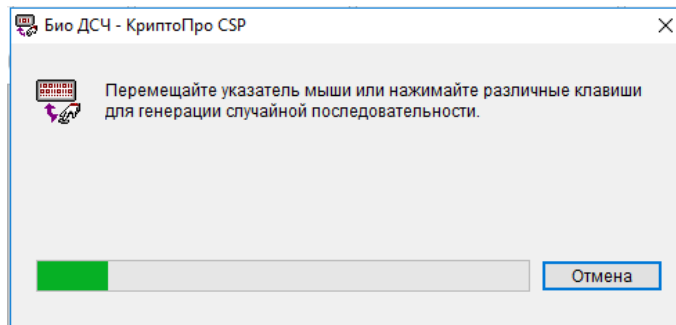 Био ДСЧ - КриптоПро CSP
Перемещайте указатель мыши или нажимайте различные клавиши
для генерации случайной последовательности.
Отмена